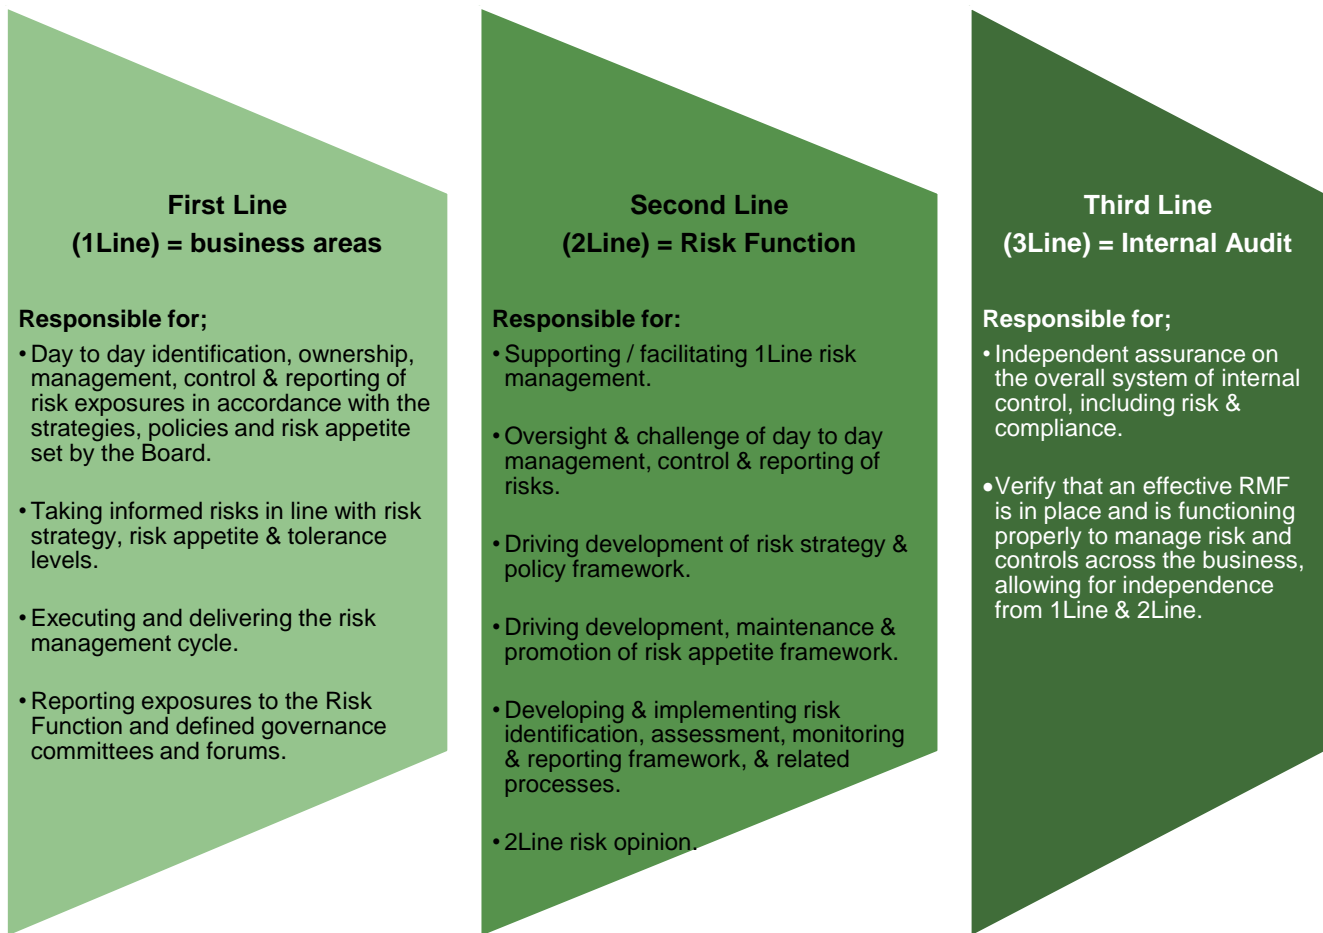 First Line
(1Line) = business areas
Responsible for;
• Day to day identification, ownership,
management, control & reporting of
risk exposures in accordance with the
strategies, policies and risk appetite
set by the Board.
• Taking informed risks in line with risk
strategy, risk appetite & tolerance
levels.
• Executing and delivering the risk
management cycle.
• Reporting exposures to the Risk
Function and defined governance
committees and forums.
Second Line
(2Line) = Risk Function
Responsible for:
• Supporting / facilitating 1Line risk
management.
• Oversight & challenge of day to day
management, control & reporting of
risks.
• Driving development of risk strategy &
policy framework.
• Driving development, maintenance &
promotion of risk appetite framework.
• Developing & implementing risk
identification, assessment, monitoring
& reporting framework, & related
processes.
• 2Line risk opinion.
Third Line
(3Line) = Internal Audit
Responsible for;
• Independent assurance on
the overall system of internal
control, including risk &
compliance.
•Verify that an effective RMF
is in place and is functioning
properly to manage risk and
controls across the business,
allowing for independence
from 1Line & 2Line.